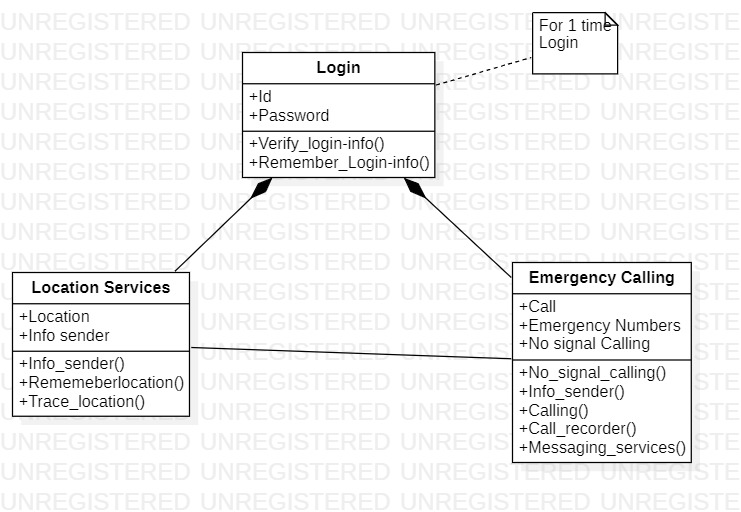 For 1 time
Login
Login
+Id
+Password
+Verify_login-info()
+Remember_Login-info()
Location Services
+Location
+Info sender
+Info_sender()
+Rememeberlocation()
+Trace_location()
Emergency Calling
+Call
+Emergency Numbers
+No signal Calling
+No_signal_calling()
+Info_sender()
+Calling()
+Call_recorder()
+Messaging_services()
UNREGISTERED